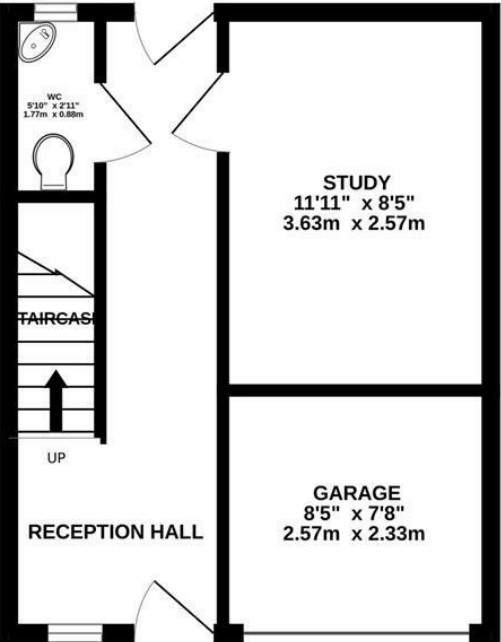 WC
5'10" x 2'11"
1.77m x 0.88m
STUDY
11'11" x 8'5"
3.63m x 2.57m
TAIRCAS
UP
RECEPTION HALL
GARAGE
8'5" x 7'8"
2.57m x 2.33m